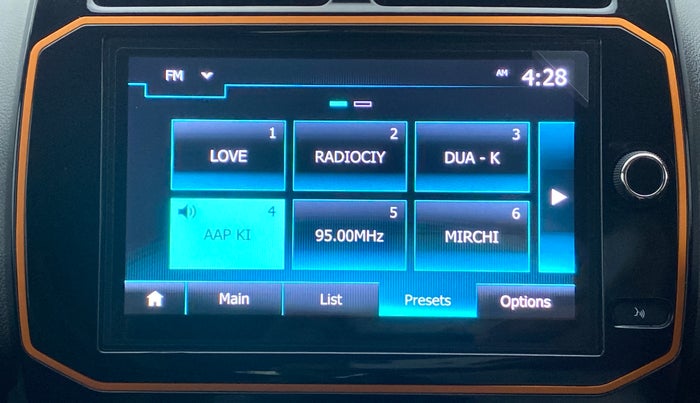 FM
AM 4:28
1 2 3
LOVE RADIOCIY DUA - K
4 5 6
AAP KI 95.00MHz MIRCHI
Main List Presets Options